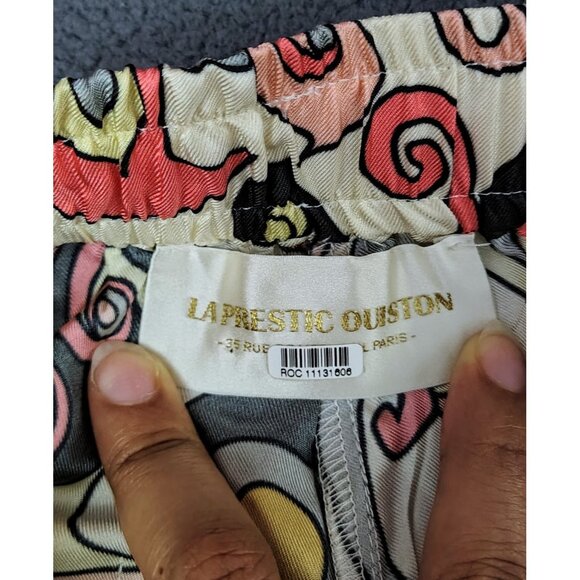 LA PRESTIC OUISTON
- 35 RUE L PARIS -
ROC 11131606